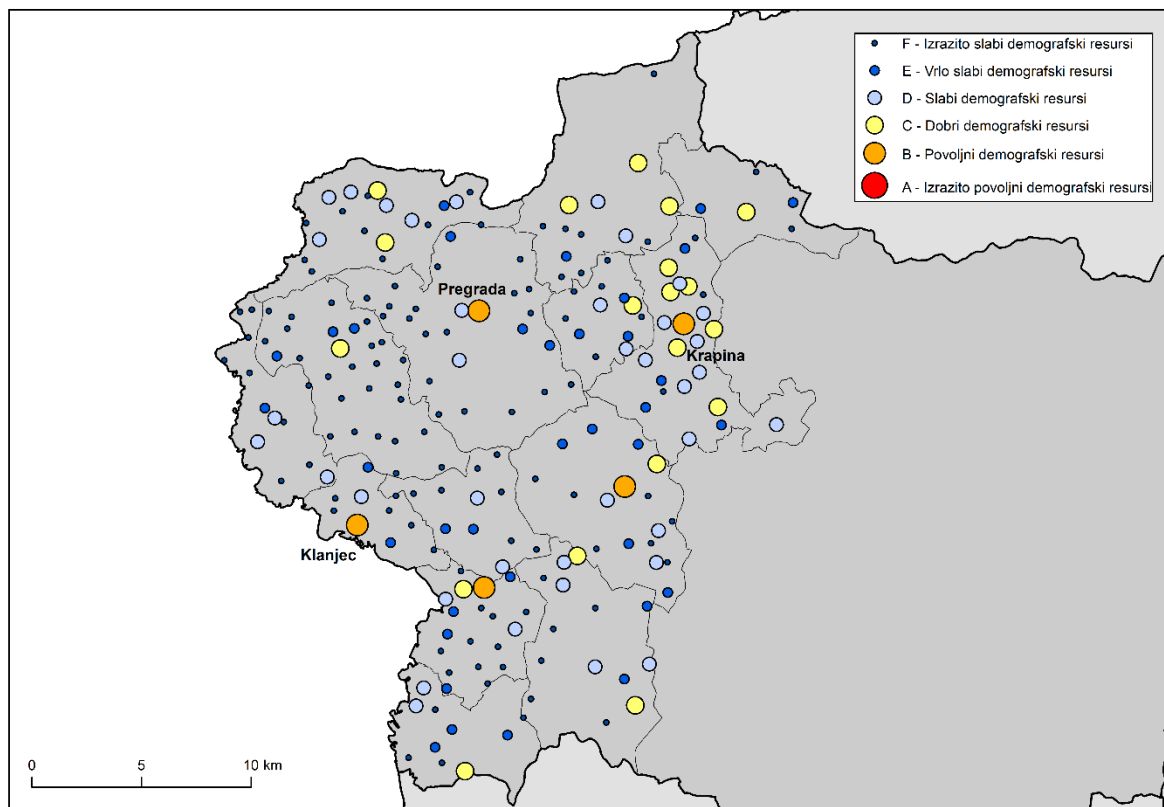 F - Izrazito slabi demografski resursi
E - Vrlo slabi demografski resursi
D - Slabi demografski resursi
C - Dobri demografski resursi
B - Povoljni demografski resursi
A - Izrazito povoljni demografski resursi
Pregrada
Krapina
Klanjec
0 5 10 km